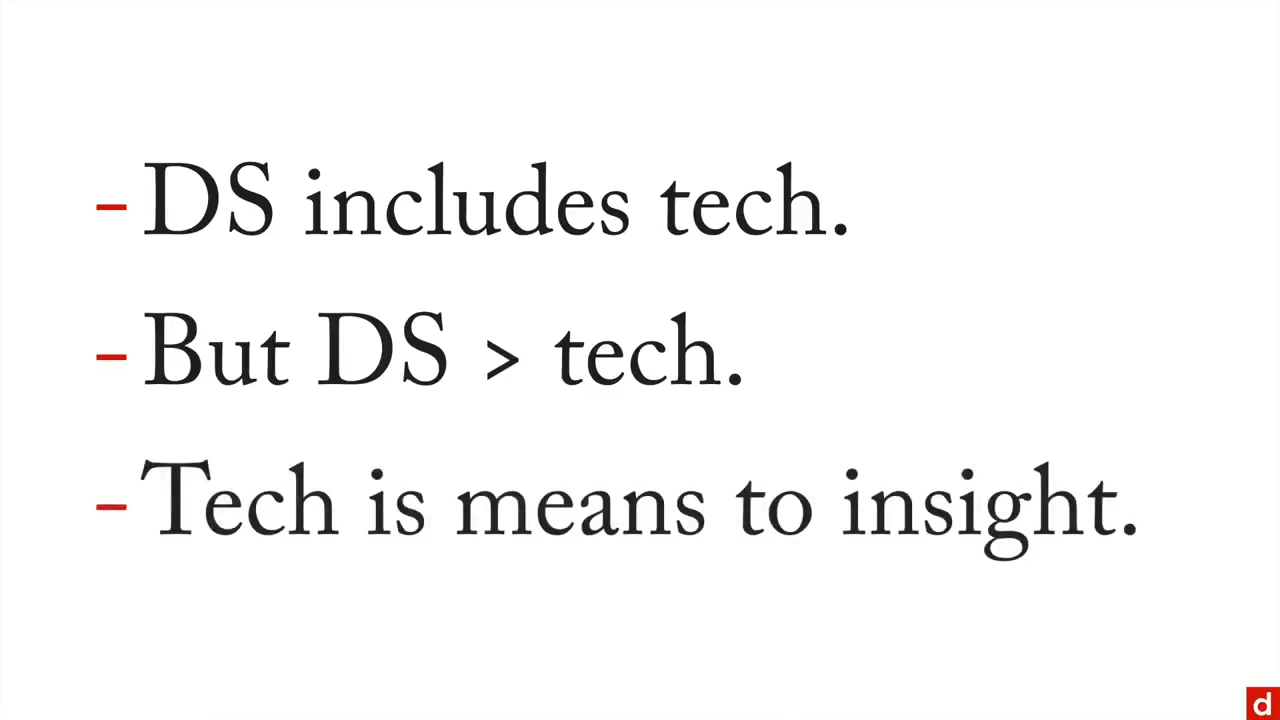 – DS includes tech.
– But DS > tech.
– Tech is means to insight.
d